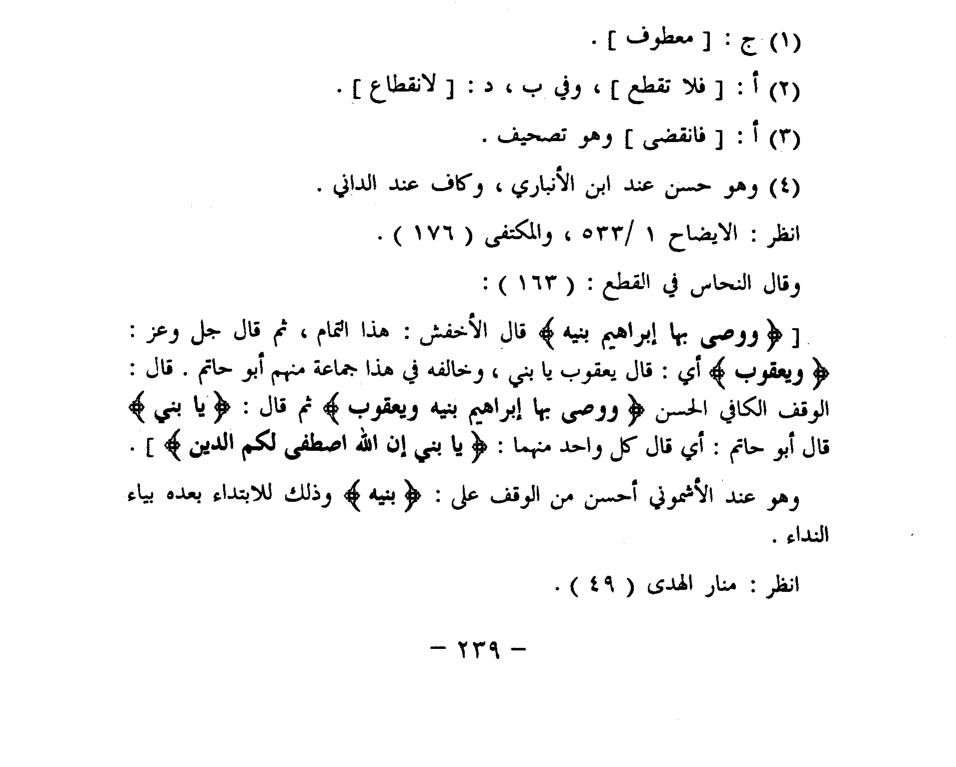 (١) ج : [ معطوف ] .
(٢) أ : [ فلا تقطع ] ، وفي ب ، د : [ لانقطاع ] .
(٣) أ : [ فانقضى ] وهو تصحيف .
(٤) وهو حسن عند ابن الأنباري ، وكاف عند الداني .
انظر : الايضاح ١ /٥٣٣ ، والمكتفى ( ١٧٦ ) .
وقال النحاس في القطع : ( ١٦٣ ) :
[ ﴿ ووصى بها إبراهيم بنيه ﴾ قال الأخفش : هذا التمام ، ثم قال جل وعز :
﴿ ويعقوب ﴾ أي : قال يعقوب يا بني ، وخالفه في هذا جماعة منهم أبو حاتم . قال :
الوقف الكافي الحسن ﴿ ووصى بها إبراهيم بنيه ويعقوب ﴾ ثم قال : ﴿ يا بني ﴾
قال أبو حاتم : أي قال كل واحد منهما : ﴿ يا بني إن الله اصطفى لكم الدين ﴾ ] .
وهو عند الأشموني أحسن من الوقف على : ﴿ بنيه ﴾ وذلك للابتداء بعده بياء
النداء .
انظر : منار الهدى ( ٤٩ ) .
– ٢٣٩ –